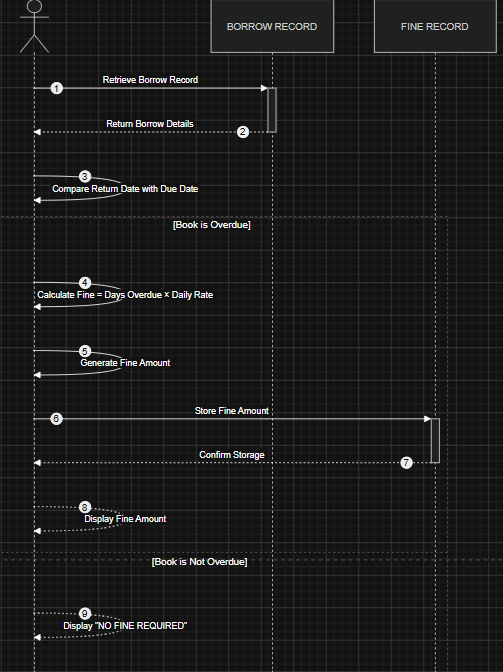 BORROW RECORD
FINE RECORD
1
Retrieve Borrow Record
Return Borrow Details
2
3
Compare Return Date with Due Date
[Book is Overdue]
4
Calculate Fine = Days Overdue × Daily Rate
5
Generate Fine Amount
6
Store Fine Amount
Confirm Storage
7
8
Display Fine Amount
[Book is Not Overdue]
9
Display "NO FINE REQUIRED"